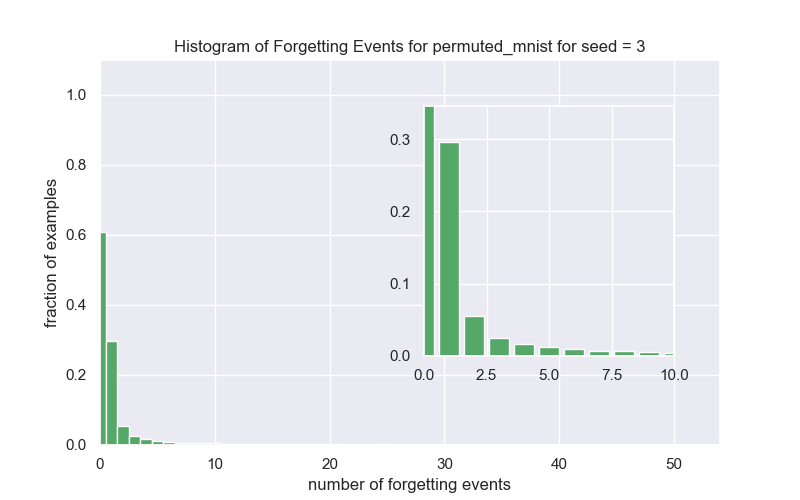 Histogram of Forgetting Events for permuted_mnist for seed = 3
fraction of examples
1.0
0.8
0.6
0.4
0.2
0.0
0.3
0.2
0.1
0.0
0.0 2.5 5.0 7.5 10.0
0 10 20 30 40 50
number of forgetting events